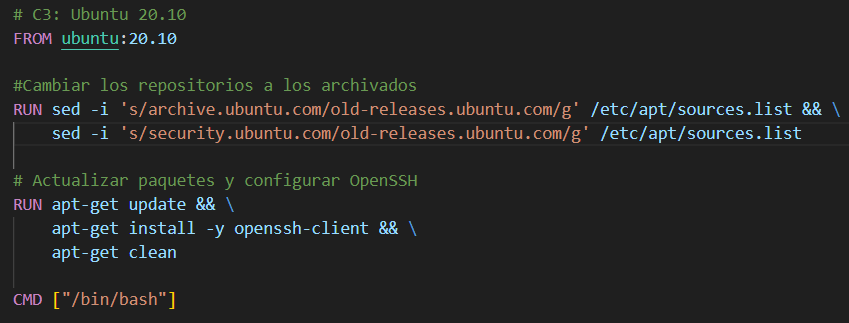 # C3: Ubuntu 20.10
FROM ubuntu:20.10
#Cambiar los repositorios a los archivados
RUN sed -i 's/archive.ubuntu.com/old-releases.ubuntu.com/g' /etc/apt/sources.list && \
    sed -i 's/security.ubuntu.com/old-releases.ubuntu.com/g' /etc/apt/sources.list
# Actualizar paquetes y configurar OpenSSH
RUN apt-get update && \
    apt-get install -y openssh-client && \
    apt-get clean
CMD ["/bin/bash"]